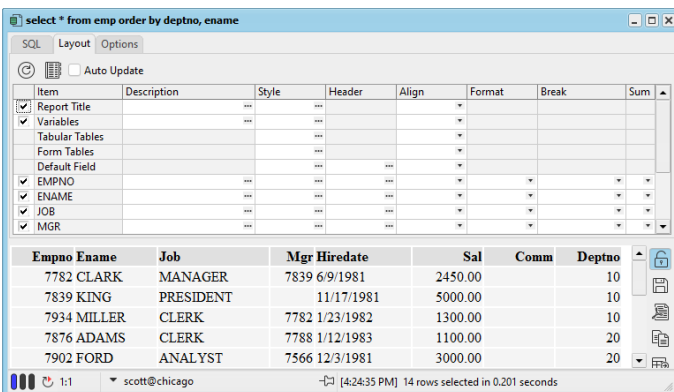 select * from emp order by deptno, ename
SQL Layout Options
Auto Update
Item Description Style Header Align Format Break Sum
Report Title
Variables
Tabular Tables
Form Tables
Default Field
EMPNO
ENAME
JOB
MGR
Empno Ename Job Mgr Hiredate Sal Comm Deptno
7782 CLARK MANAGER 7839 6/9/1981 2450.00 10
7839 KING PRESIDENT 11/17/1981 5000.00 10
7934 MILLER CLERK 7782 1/23/1982 1300.00 10
7876 ADAMS CLERK 7788 1/12/1983 1100.00 20
7902 FORD ANALYST 7566 12/3/1981 3000.00 20
1:1 scott@chicago [4:24:35 PM] 14 rows selected in 0.201 seconds